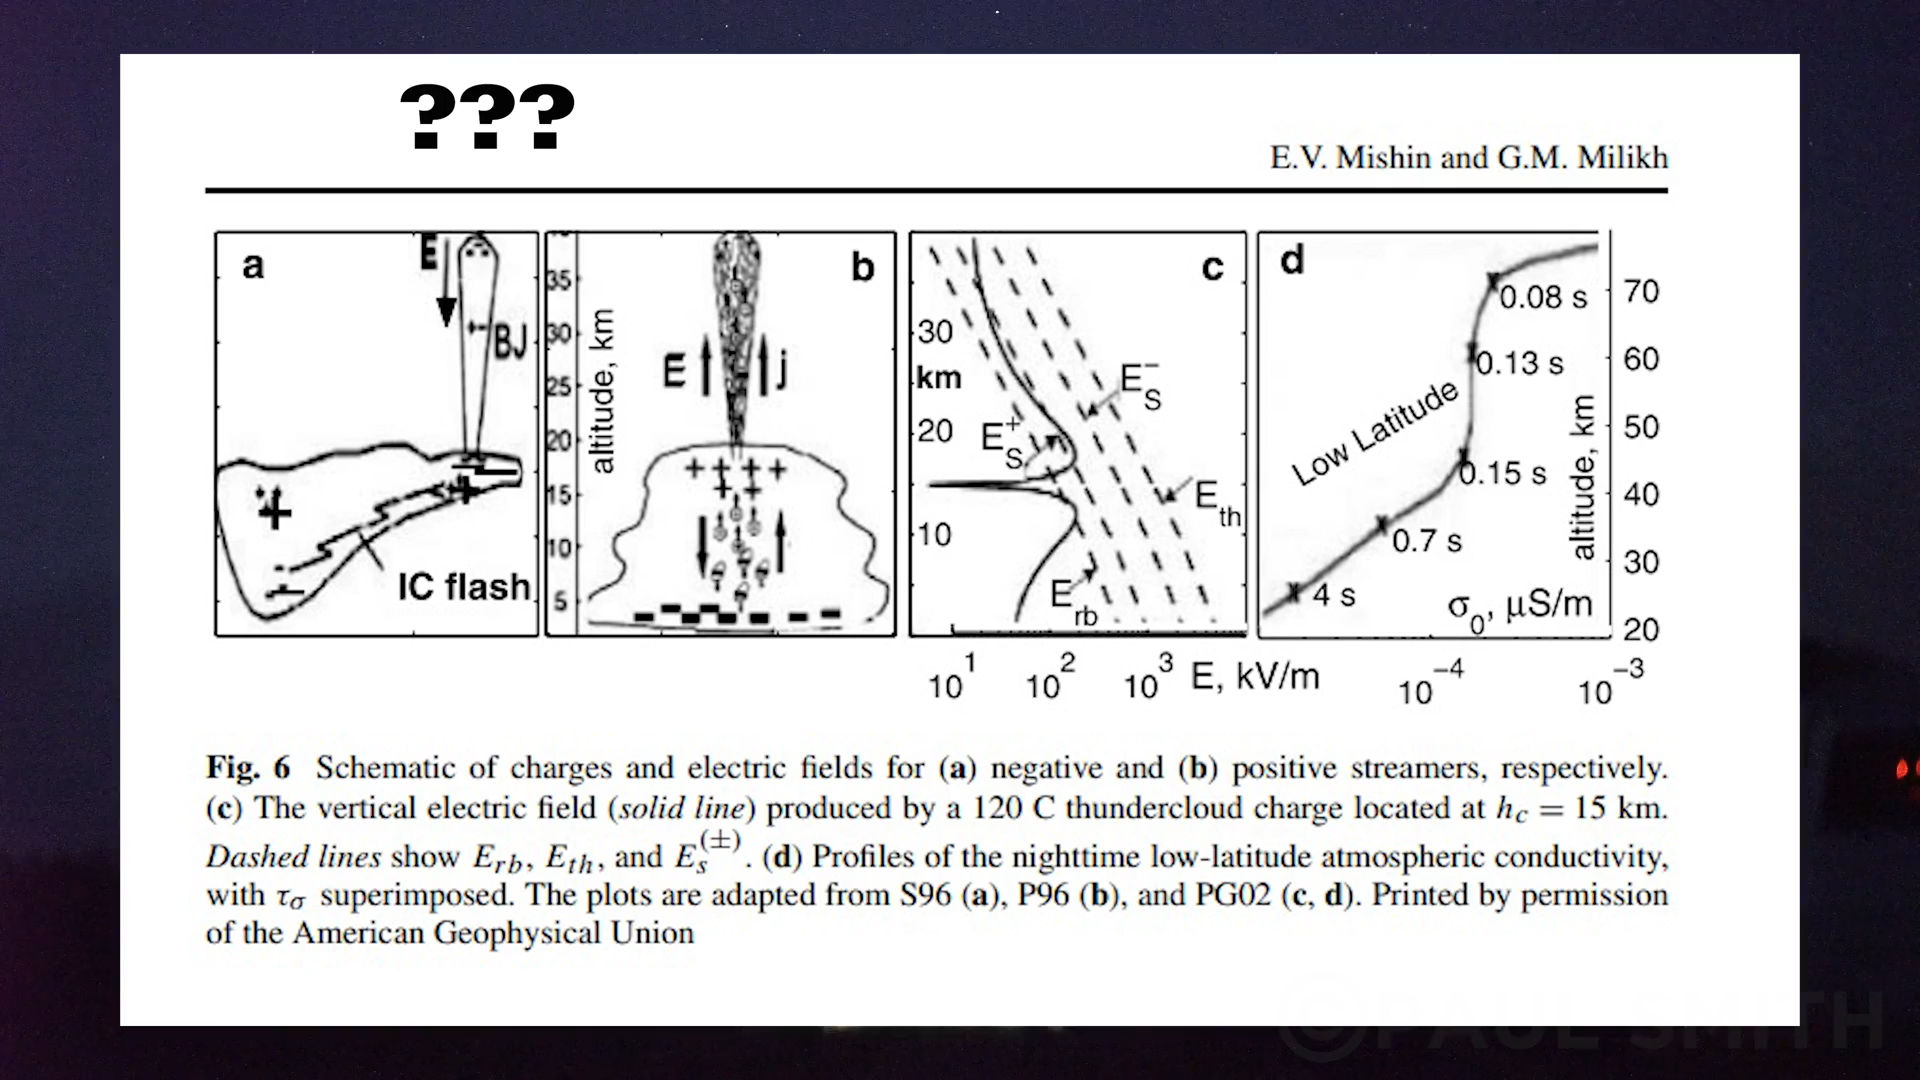 ???
E.V. Mishin and G.M. Milikh
a
E
BJ
IC flash
b
35
30
25
20
15
10
5
altitude, km
E
j
c
30
km
20
10
E_S^+
E_S^-
E_th
E_rb
10^1
10^2
10^3
E, kV/m
d
0.08 s
0.13 s
0.15 s
0.7 s
4 s
Low Latitude
σ_0, μS/m
altitude, km
70
60
50
40
30
20
10^−4
10^−3
Fig. 6 Schematic of charges and electric fields for (a) negative and (b) positive streamers, respectively.
(c) The vertical electric field (solid line) produced by a 120 C thundercloud charge located at h_c = 15 km.
Dashed lines show E_rb, E_th, and E_s^(±). (d) Profiles of the nighttime low-latitude atmospheric conductivity,
with τ_σ superimposed. The plots are adapted from S96 (a), P96 (b), and PG02 (c, d). Printed by permission
of the American Geophysical Union
©PAUL SMITH